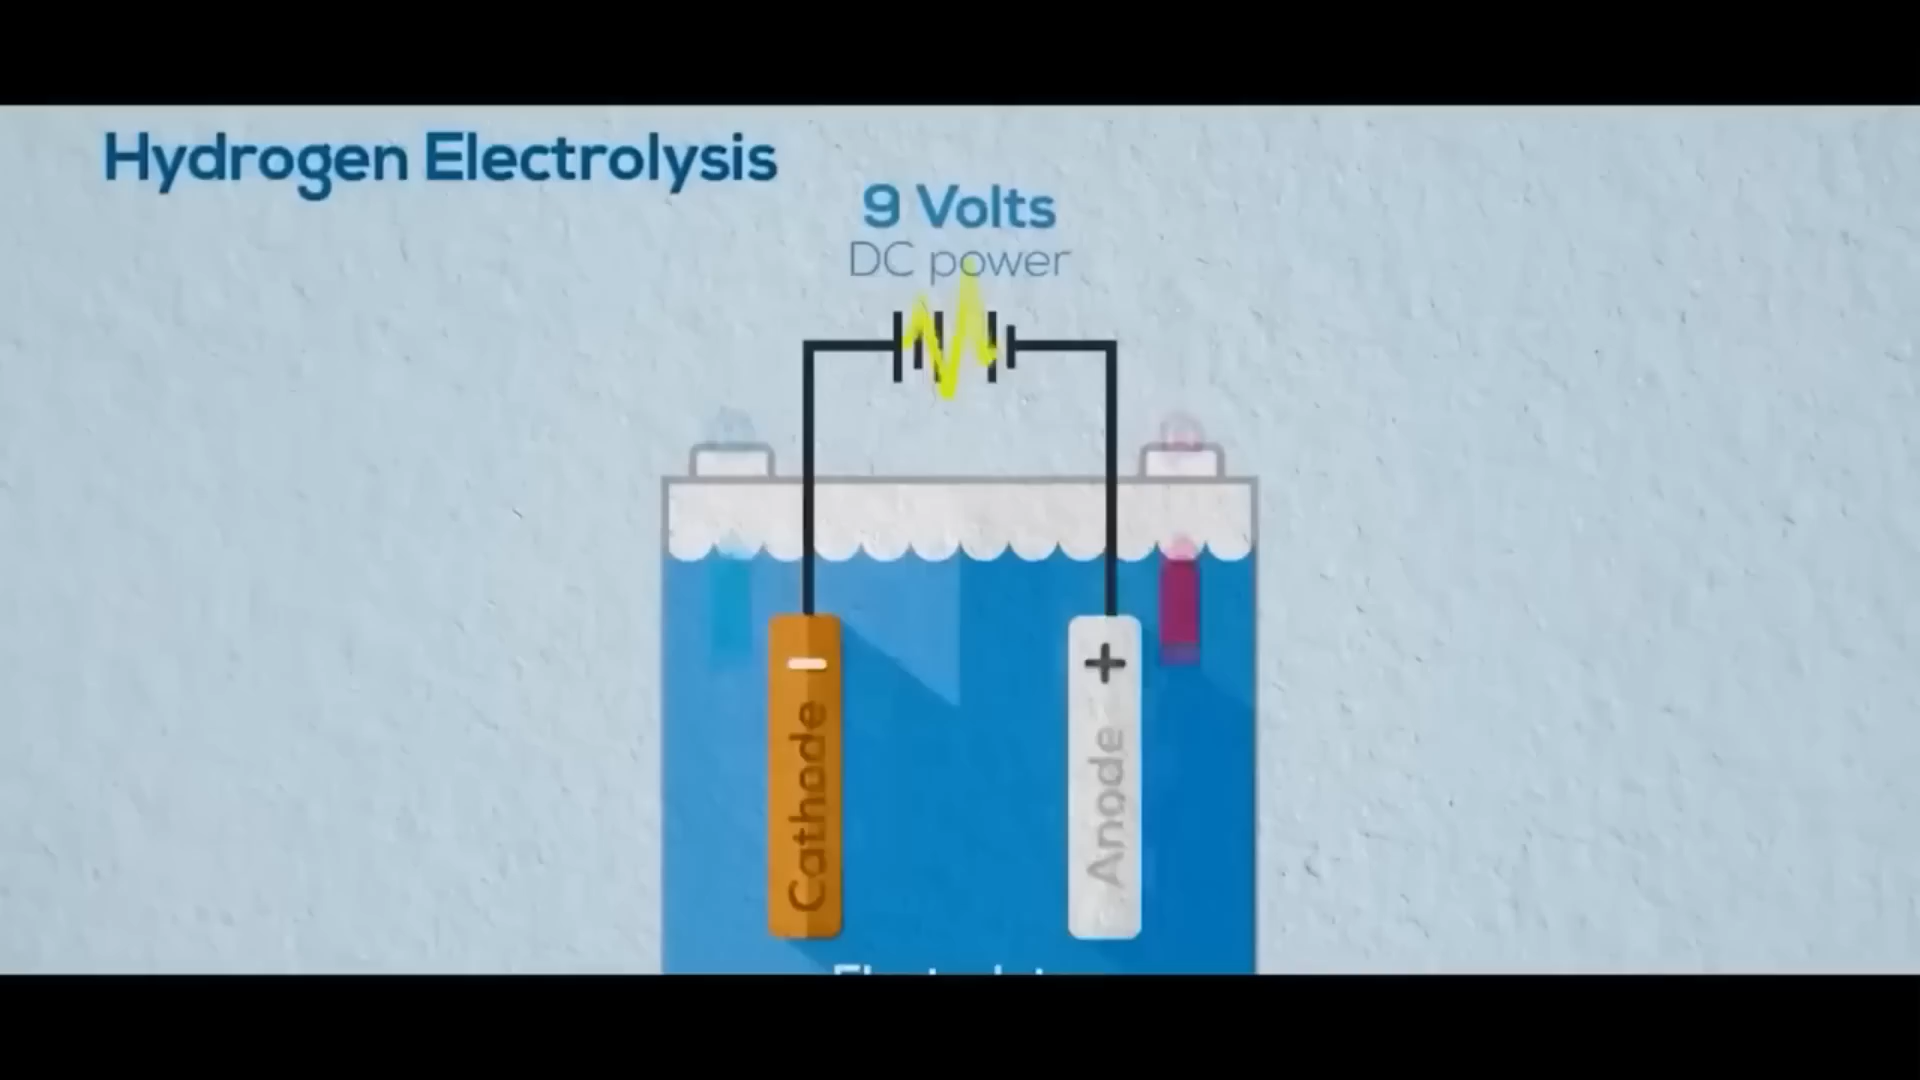 Hydrogen Electrolysis
9 Volts
DC power
−
+
Cathode
Anode